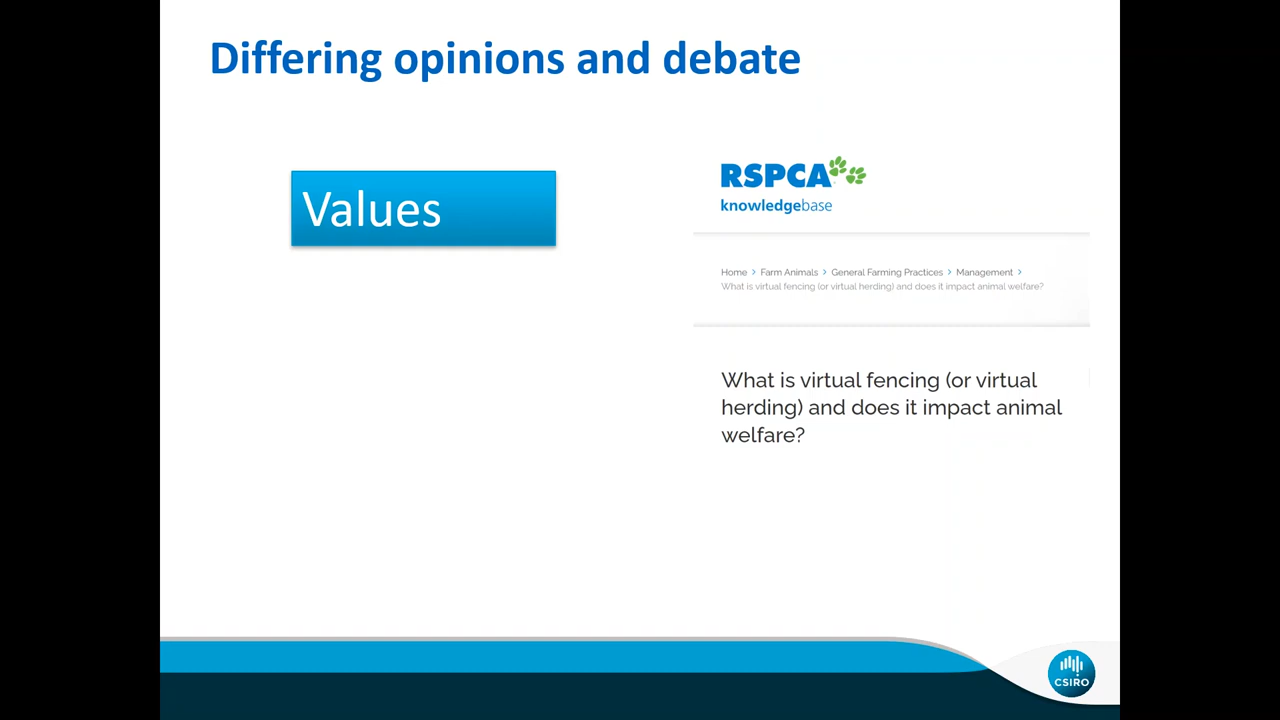 Differing opinions and debate
Values
RSPCA
knowledgebase
Home > Farm Animals > General Farming Practices > Management >
What is virtual fencing (or virtual herding) and does it impact animal welfare?
What is virtual fencing (or virtual
herding) and does it impact animal
welfare?
CSIRO